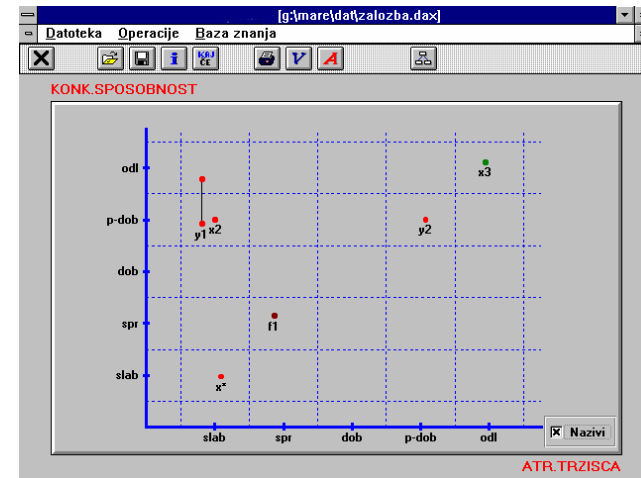 [g:\mare\dat\zalozba.dax]
Datoteka Operacije Baza znanja
X i KAJ ČE V A
KONK.SPOSOBNOST
odl
x3
p-dob
y1 x2 y2
dob
spr
f1
slab
x*
slab spr dob p-dob odl
Nazivi
ATR.TRZISCA